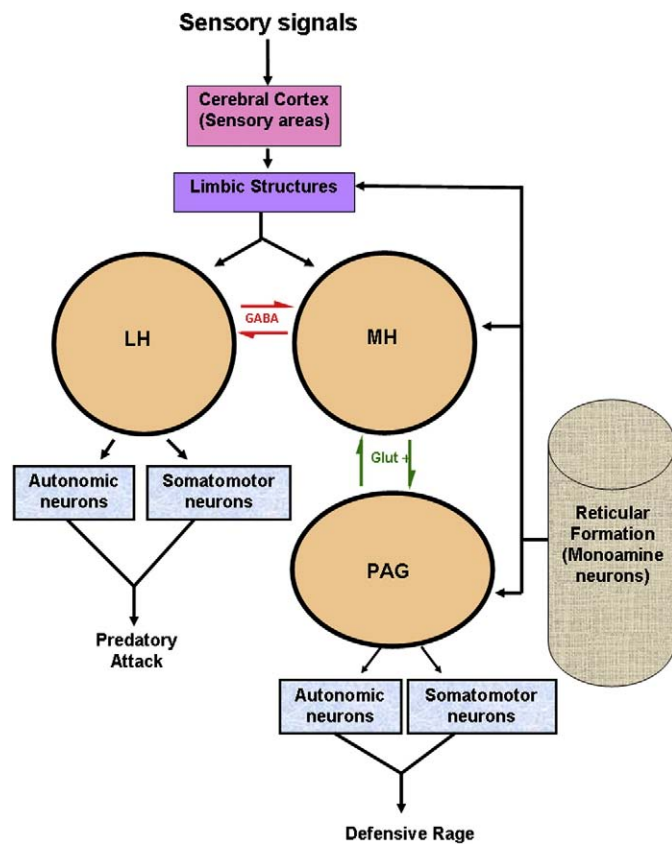 Sensory signals
Cerebral Cortex
(Sensory areas)
Limbic Structures
LH
GABA
MH
Autonomic
neurons
Somatomotor
neurons
Glut +
Reticular
Formation
(Monoamine
neurons)
PAG
Predatory
Attack
Autonomic
neurons
Somatomotor
neurons
Defensive Rage